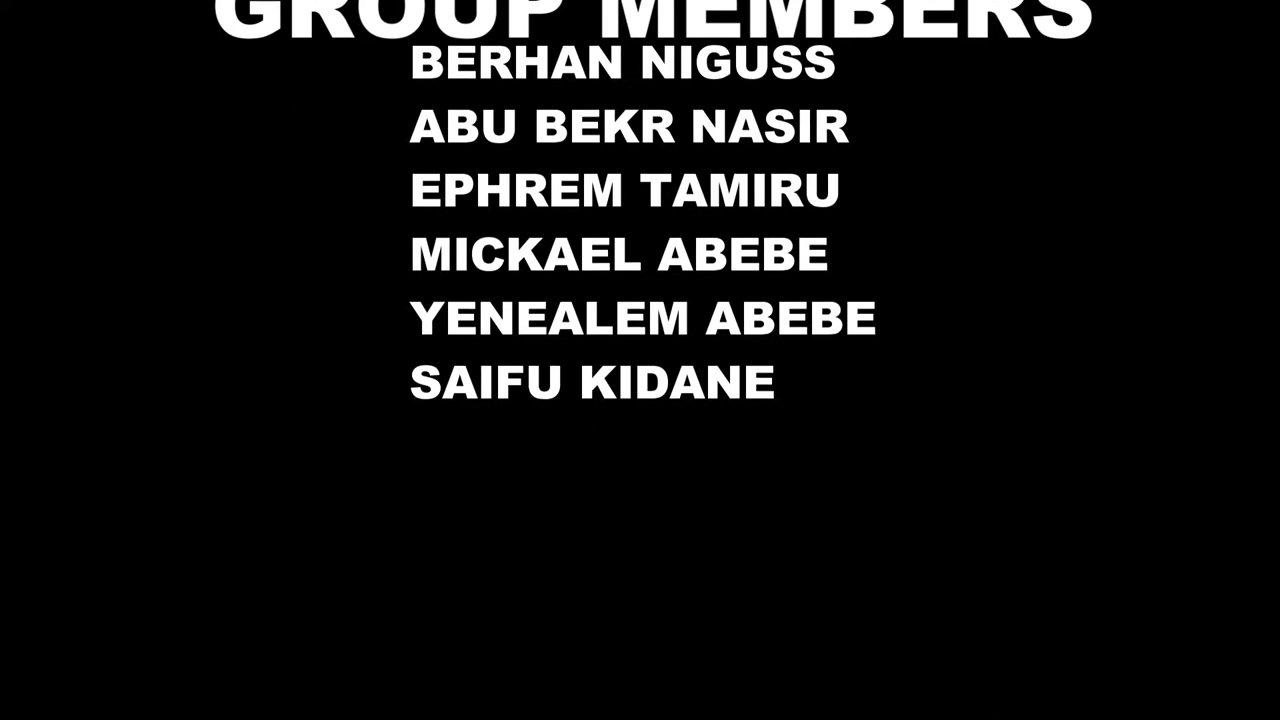 GROUP MEMBERS
BERHAN NIGUSS
ABU BEKR NASIR
EPHREM TAMIRU
MICKAEL ABEBE
YENEALEM ABEBE
SAIFU KIDANE